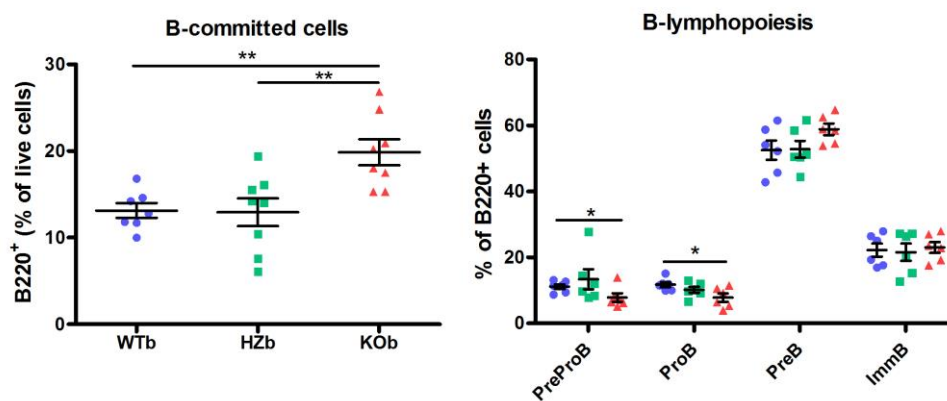 B-committed cells
B220⁺ (% of live cells)
30
20
10
0
**
**
WTb
HZb
KOb
B-lymphopoiesis
% of B220+ cells
80
60
40
20
0
*
*
PreProB
ProB
PreB
ImmB